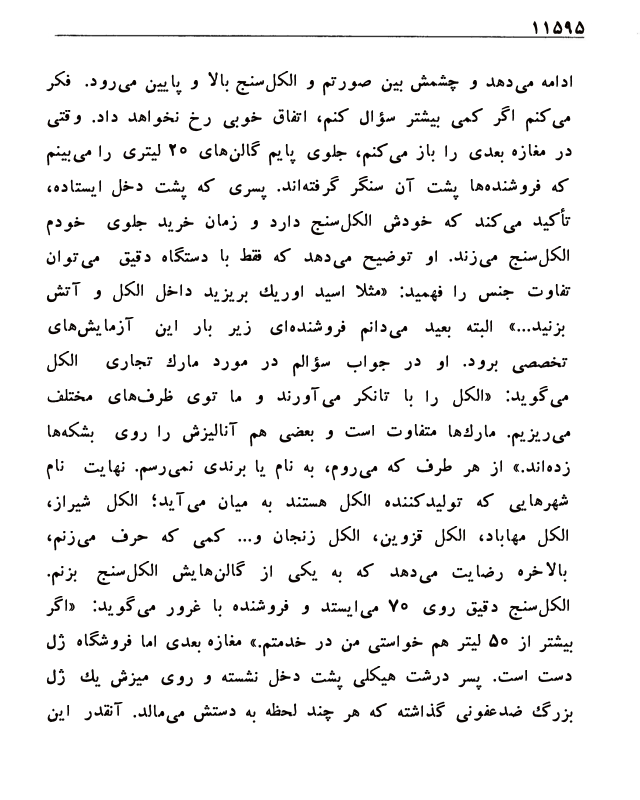 ۱۱۵۹۵
ادامه می‌دهد و چشمش بین صورتم و الکل‌سنج بالا و پایین می‌رود. فکر
می‌کنم اگر کمی بیشتر سؤال کنم، اتفاق خوبی رخ نخواهد داد. وقتی
در مغازه بعدی را باز می‌کنم، جلوی پایم گالن‌های ۲۰ لیتری را می‌بینم
که فروشنده‌ها پشت آن سنگر گرفته‌اند. پسری که پشت دخل ایستاده،
تأکید می‌کند که خودش الکل‌سنج دارد و زمان خرید جلوی خودم
الکل‌سنج می‌زند. او توضیح می‌دهد که فقط با دستگاه دقیق می‌توان
تفاوت جنس را فهمید: «مثلا اسید اوریك بریزید داخل الکل و آتش
بزنید...» البته بعید می‌دانم فروشنده‌ای زیر بار این آزمایش‌های
تخصصی برود. او در جواب سؤالم در مورد مارك تجاری الکل
می‌گوید: «الکل را با تانکر می‌آورند و ما توی ظرف‌های مختلف
می‌ریزیم. مارك‌ها متفاوت است و بعضی هم آنالیزش را روی بشکه‌ها
زده‌اند.» از هر طرف که می‌روم، به نام یا برندی نمی‌رسم. نهایت نام
شهرهایی که تولیدکننده الکل هستند به میان می‌آید؛ الکل شیراز،
الکل مهاباد، الکل قزوین، الکل زنجان و... کمی که حرف می‌زنم،
بالاخره رضایت می‌دهد که به یکی از گالن‌هایش الکل‌سنج بزنم.
الکل‌سنج دقیق روی ۷۰ می‌ایستد و فروشنده با غرور می‌گوید: «اگر
بیشتر از ۵۰ لیتر هم خواستی من در خدمتم.» مغازه بعدی اما فروشگاه ژل
دست است. پسر درشت هیکلی پشت دخل نشسته و روی میزش یك ژل
بزرگ ضدعفونی گذاشته که هر چند لحظه به دستش می‌مالد. آنقدر این